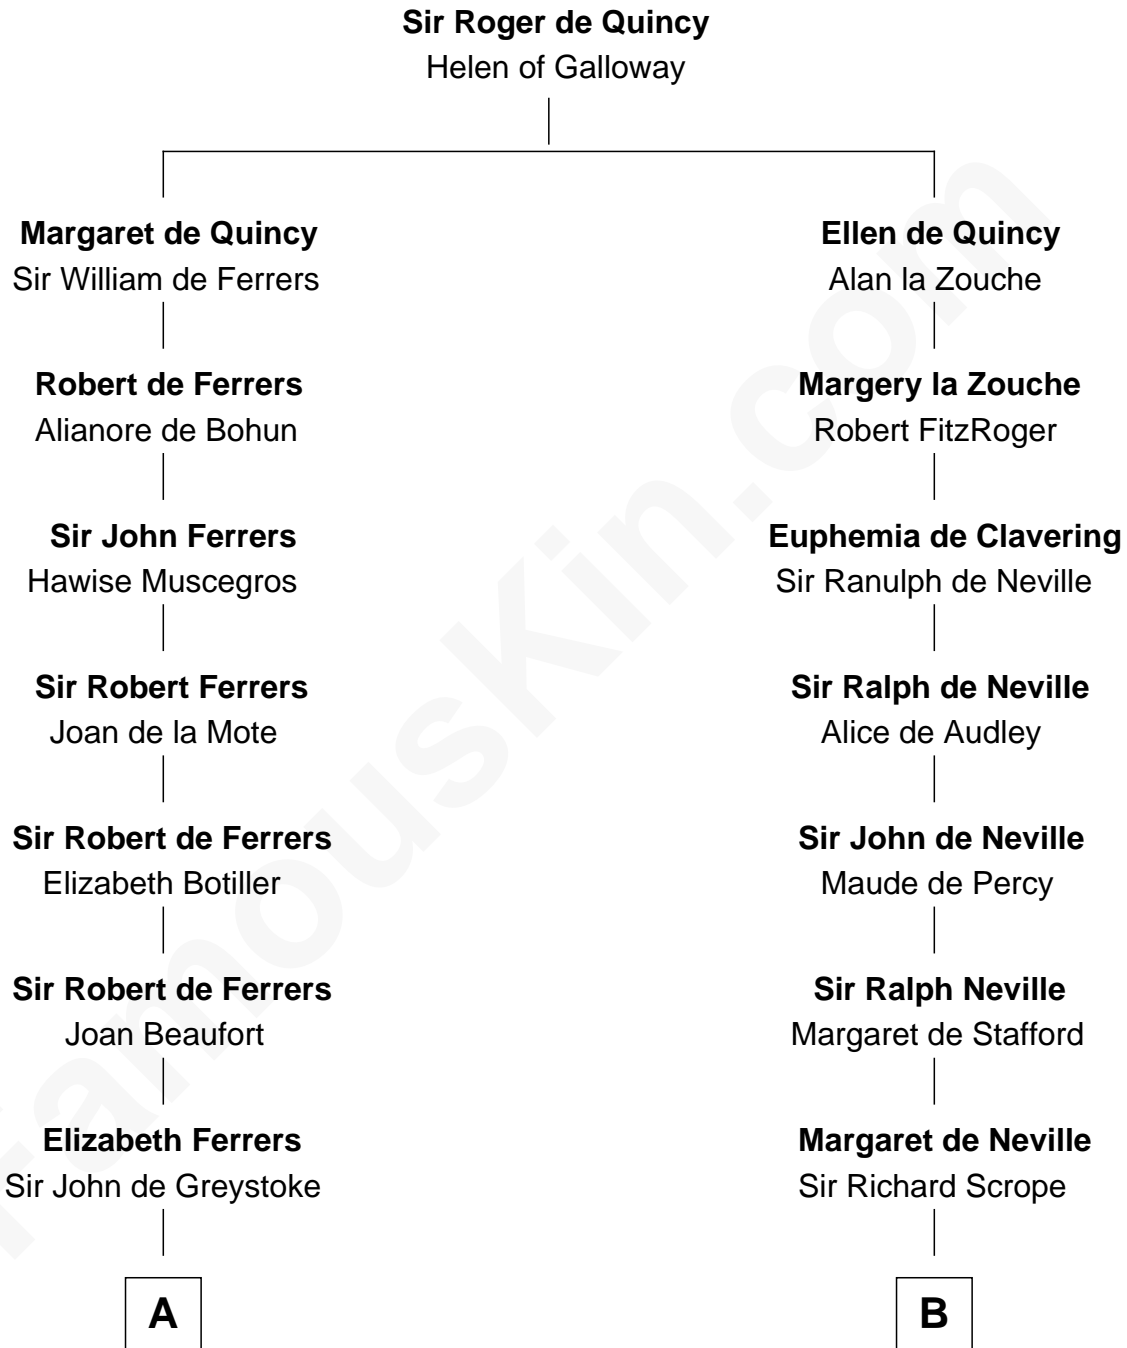 Sir Roger de Quincy
Helen of Galloway
Margaret de Quincy
Sir William de Ferrers
Ellen de Quincy
Alan la Zouche
Robert de Ferrers
Alianore de Bohun
Margery la Zouche
Robert FitzRoger
Sir John Ferrers
Hawise Muscegros
Euphemia de Clavering
Sir Ranulph de Neville
Sir Robert Ferrers
Joan de la Mote
Sir Ralph de Neville
Alice de Audley
Sir Robert de Ferrers
Elizabeth Botiller
Sir John de Neville
Maude de Percy
Sir Robert de Ferrers
Joan Beaufort
Sir Ralph Neville
Margaret de Stafford
Elizabeth Ferrers
Sir John de Greystoke
Margaret de Neville
Sir Richard Scrope
A
B
FamousKin.com